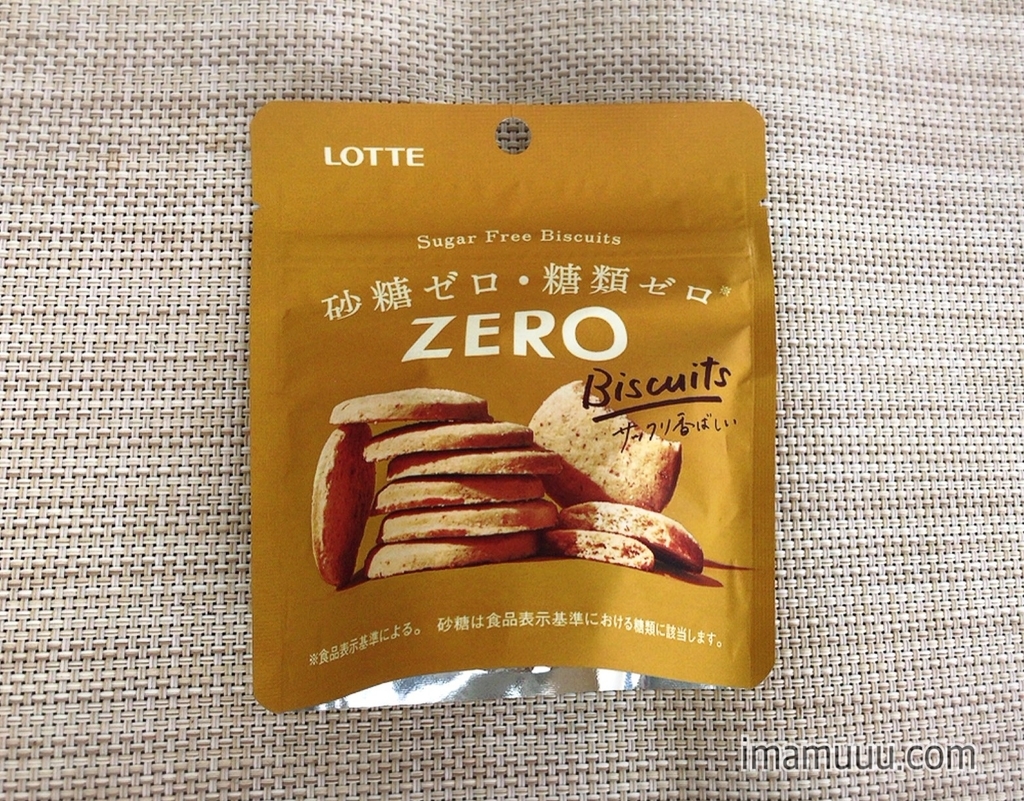 LOTTE
Sugar Free Biscuits
砂糖ゼロ・糖類ゼロ※
ZERO
Biscuits
サックリ香ばしい
※食品表示基準による。 砂糖は食品表示基準における糖類に該当します。
imamuuu.com